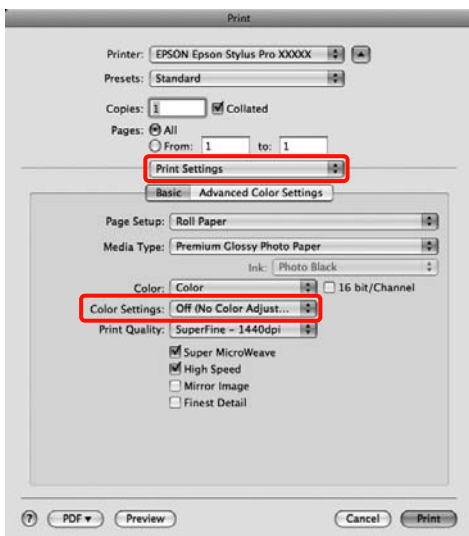 Print
Printer: EPSON Epson Stylus Pro XXXXX
Presets: Standard
Copies: 1 Collated
Pages: All
From: 1 to: 1
Print Settings
Basic Advanced Color Settings
Page Setup: Roll Paper
Media Type: Premium Glossy Photo Paper
Ink: Photo Black
Color: Color 16 bit/Channel
Color Settings: Off (No Color Adjust...
Print Quality: SuperFine - 1440dpi
Super MicroWeave
High Speed
Mirror Image
Finest Detail
? PDF Preview Cancel Print